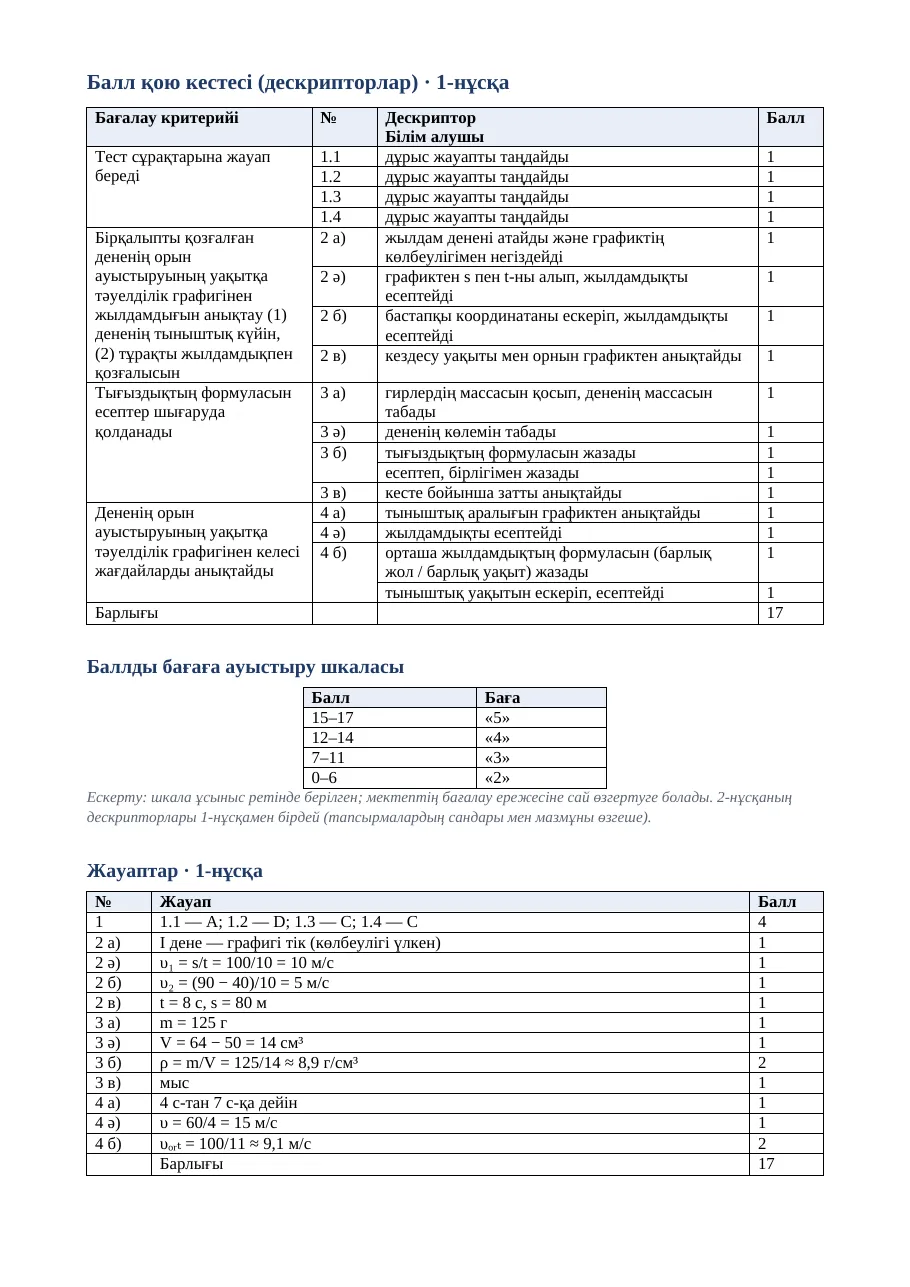 Балл қою кестесі (дескрипторлар) · 1-нұсқа
Бағалау критерийі № Дескриптор Балл
Білім алушы
Тест сұрақтарына жауап 1.1 дұрыс жауапты таңдайды 1
береді 1.2 дұрыс жауапты таңдайды 1
1.3 дұрыс жауапты таңдайды 1
1.4 дұрыс жауапты таңдайды 1
Бірқалыпты қозғалған 2 а) жылдам денені атайды және графиктің 1
дененің орын көлбеулігімен негіздейді
ауыстыруының уақытқа 2 ә) графиктен s пен t-ны алып, жылдамдықты 1
тәуелділік графигінен есептейді
жылдамдығын анықтау (1) 2 б) бастапқы координатаны ескеріп, жылдамдықты 1
дененің тыныштық күйін, есептейді
(2) тұрақты жылдамдықпен 2 в) кездесу уақыты мен орнын графиктен анықтайды 1
қозғалысын
Тығыздықтың формуласын 3 а) гирлердің массасын қосып, дененің массасын 1
есептер шығаруда табады
қолданады 3 ә) дененің көлемін табады 1
3 б) тығыздықтың формуласын жазады 1
есептеп, бірлігімен жазады 1
3 в) кесте бойынша затты анықтайды 1
Дененің орын 4 а) тыныштық аралығын графиктен анықтайды 1
ауыстыруының уақытқа 4 ә) жылдамдықты есептейді 1
тәуелділік графигінен келесі 4 б) орташа жылдамдықтың формуласын (барлық 1
жағдайларды анықтайды жол / барлық уақыт) жазады
тыныштық уақытын ескеріп, есептейді 1
Барлығы 17
Баллды бағаға ауыстыру шкаласы
Балл Баға
15–17 «5»
12–14 «4»
7–11 «3»
0–6 «2»
Ескерту: шкала ұсыныс ретінде берілген; мектептің бағалау ережесіне сай өзгертуге болады. 2-нұсқаның
дескрипторлары 1-нұсқамен бірдей (тапсырмалардың сандары мен мазмұны өзгеше).
Жауаптар · 1-нұсқа
№ Жауап Балл
1 1.1 — A; 1.2 — D; 1.3 — C; 1.4 — C 4
2 а) I дене — графигі тік (көлбеулігі үлкен) 1
2 ә) υ₁ = s/t = 100/10 = 10 м/с 1
2 б) υ₂ = (90 − 40)/10 = 5 м/с 1
2 в) t = 8 с, s = 80 м 1
3 а) m = 125 г 1
3 ә) V = 64 − 50 = 14 см³ 1
3 б) ρ = m/V = 125/14 ≈ 8,9 г/см³ 2
3 в) мыс 1
4 а) 4 с-тан 7 с-қа дейін 1
4 ә) υ = 60/4 = 15 м/с 1
4 б) υₒᵣₜ = 100/11 ≈ 9,1 м/с 2
Барлығы 17